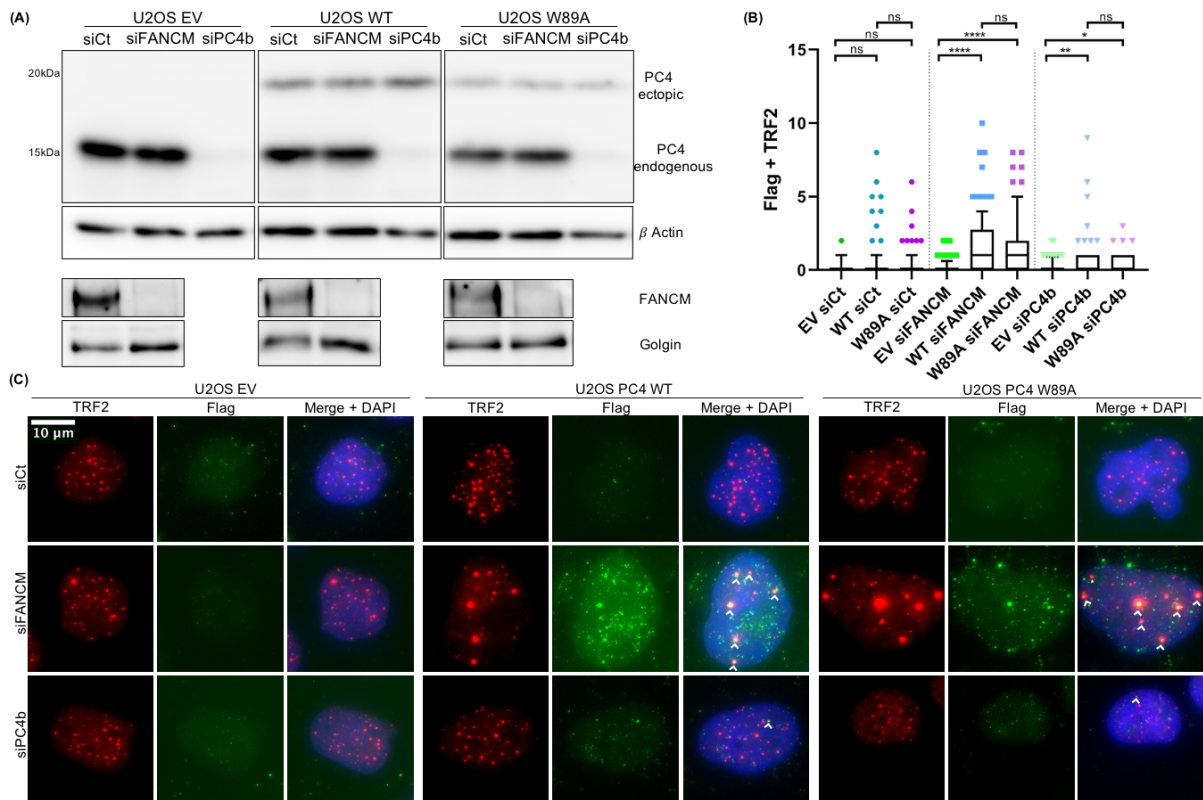 (A)
U2OS EV U2OS WT U2OS W89A
siCt siFANCM siPC4b siCt siFANCM siPC4b siCt siFANCM siPC4b
20kDa
PC4
ectopic
15kDa
PC4
endogenous
β Actin
FANCM
Golgin
(B)
ns ns ns
ns **** *
ns **** **
15
10
5
0
Flag + TRF2
EV siCt
WT siCt
W89A siCt
EV siFANCM
WT siFANCM
W89A siFANCM
EV siPC4b
WT siPC4b
W89A siPC4b
(C)
U2OS EV U2OS PC4 WT U2OS PC4 W89A
TRF2 Flag Merge + DAPI TRF2 Flag Merge + DAPI TRF2 Flag Merge + DAPI
10 µm
siCt
siFANCM
siPC4b